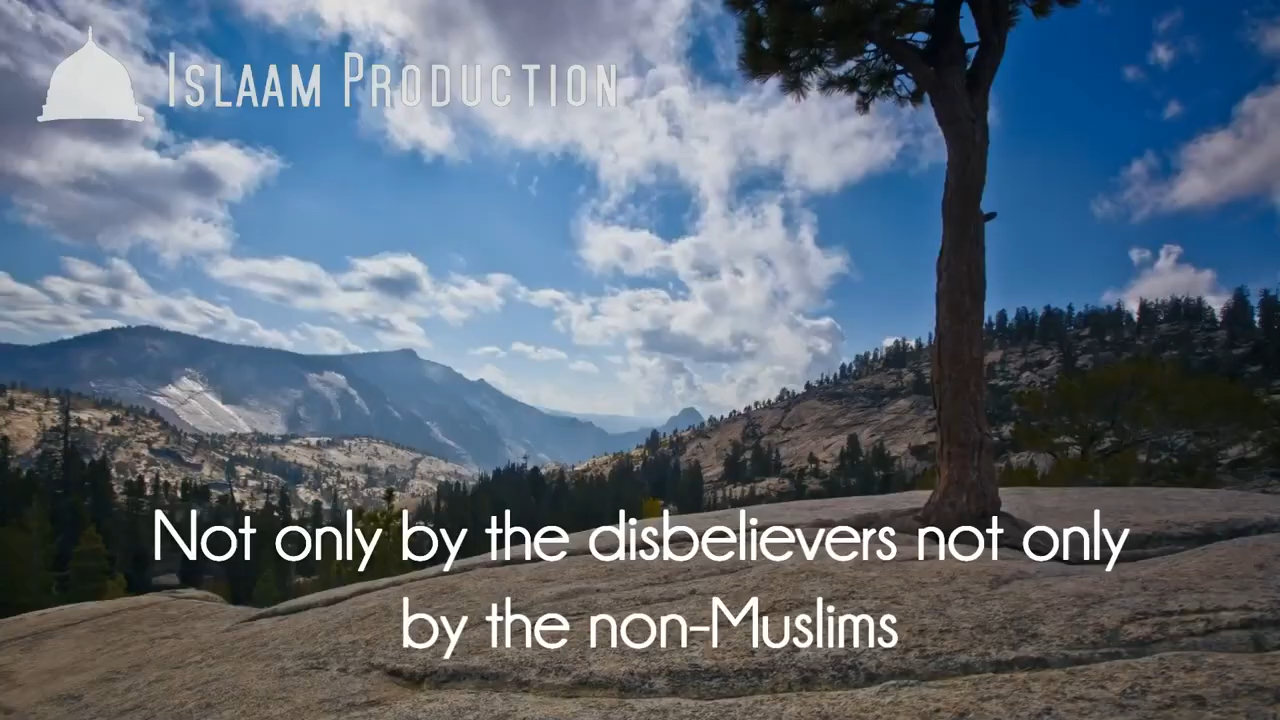 Islaam Production
Not only by the disbelievers not only
by the non-Muslims